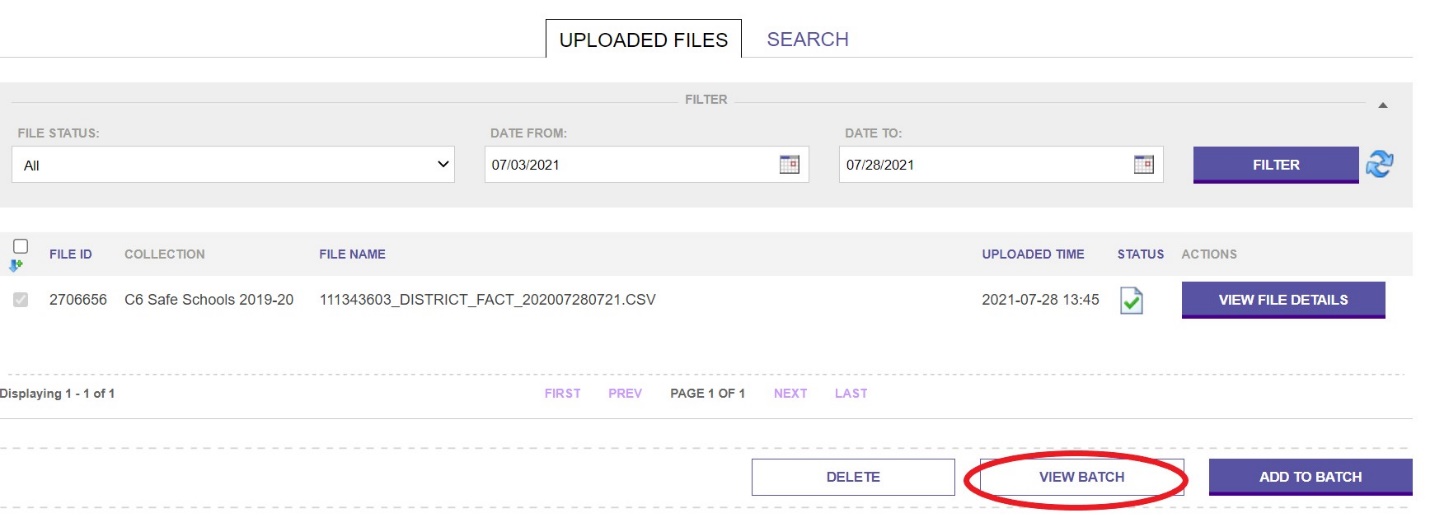 UPLOADED FILES SEARCH
FILTER
FILE STATUS: DATE FROM: DATE TO:
All 07/03/2021 07/28/2021 FILTER
FILE ID COLLECTION FILE NAME UPLOADED TIME STATUS ACTIONS
2706656 C6 Safe Schools 2019-20 111343603_DISTRICT_FACT_202007280721.CSV 2021-07-28 13:45 VIEW FILE DETAILS
Displaying 1 - 1 of 1 FIRST PREV PAGE 1 OF 1 NEXT LAST
DELETE VIEW BATCH ADD TO BATCH